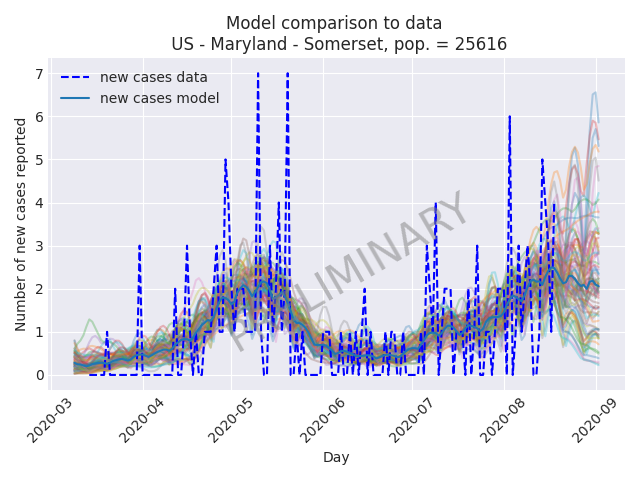 Model comparison to data
US - Maryland - Somerset, pop. = 25616
new cases data
new cases model
PRELIMINARY
Number of new cases reported
7
6
5
4
3
2
1
0
2020-03
2020-04
2020-05
2020-06
2020-07
2020-08
2020-09
Day